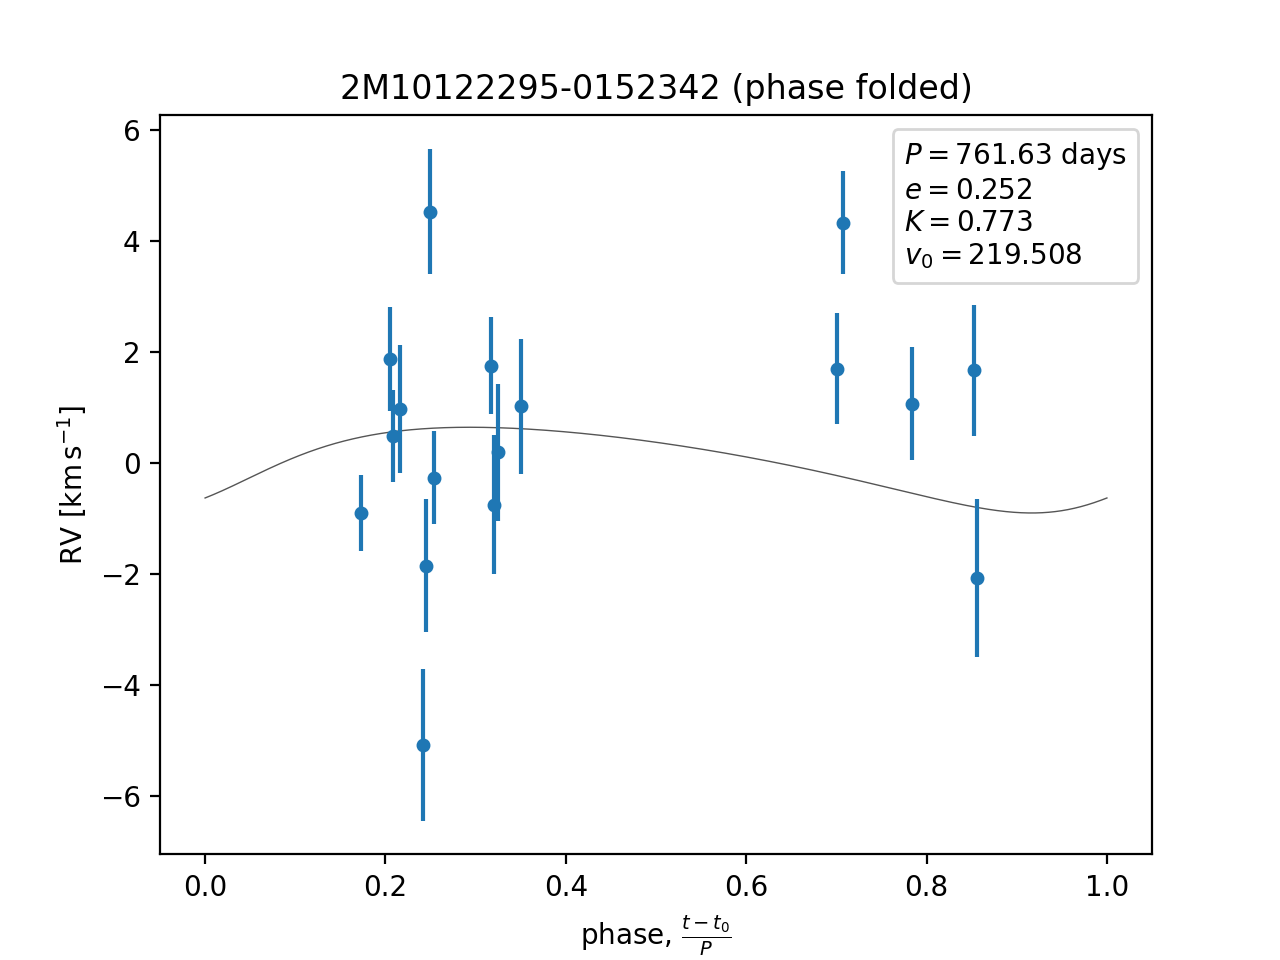 2M10122295-0152342 (phase folded)
P = 761.63 days
e = 0.252
K = 0.773
v₀ = 219.508
RV [km s⁻¹]
6
4
2
0
−2
−4
−6
0.0 0.2 0.4 0.6 0.8 1.0
phase, (t − t₀)/P